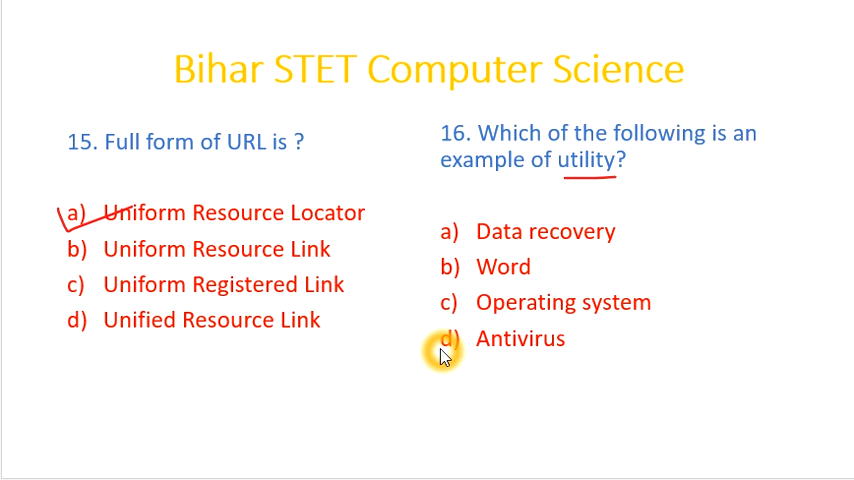 Bihar STET Computer Science
15. Full form of URL is ?
a) Uniform Resource Locator
b) Uniform Resource Link
c) Uniform Registered Link
d) Unified Resource Link
16. Which of the following is an
example of utility?
a) Data recovery
b) Word
c) Operating system
d) Antivirus